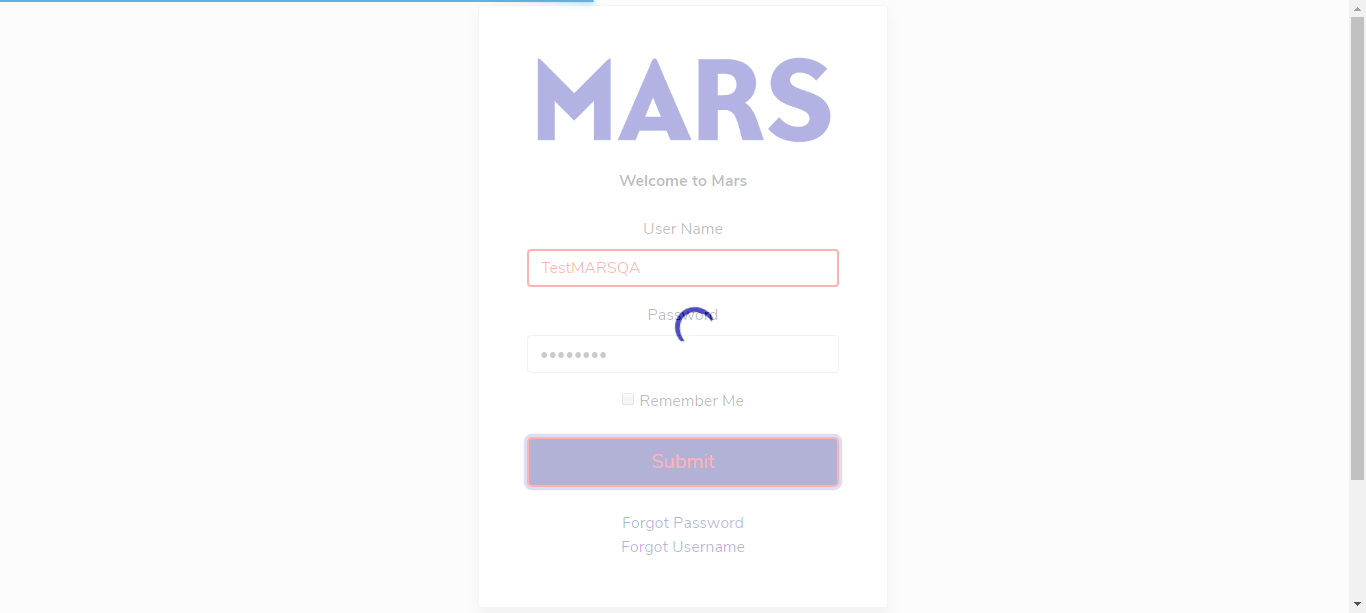 MARS
Welcome to Mars
User Name
TestMARSQA
Password
Remember Me
Submit
Forgot Password
Forgot Username